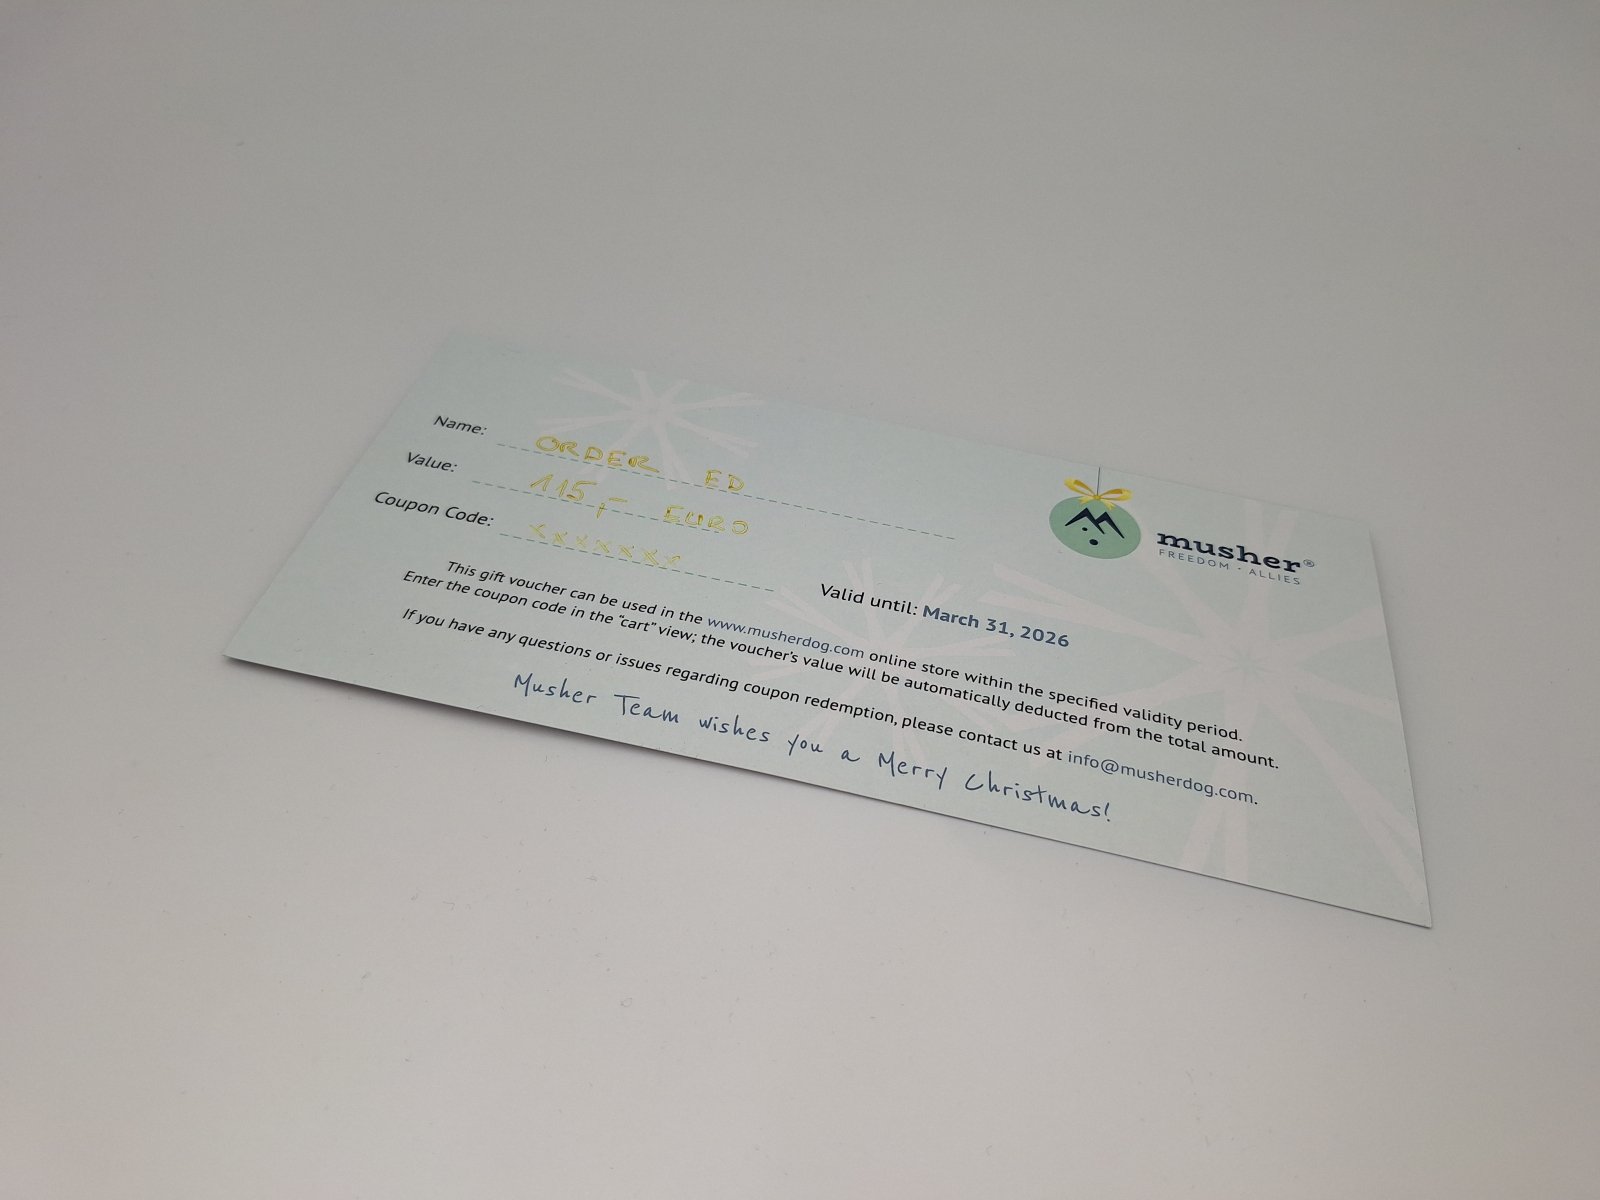 Name: ORDER ED
Value: 115,- EURO
Coupon Code: xxxxxxx
musher®
FREEDOM · ALLIES
Valid until: March 31, 2026
This gift voucher can be used in the www.musherdog.com online store within the specified validity period.
Enter the coupon code in the “cart” view; the voucher’s value will be automatically deducted from the total amount.
If you have any questions or issues regarding coupon redemption, please contact us at info@musherdog.com.
Musher Team wishes you a Merry Christmas!